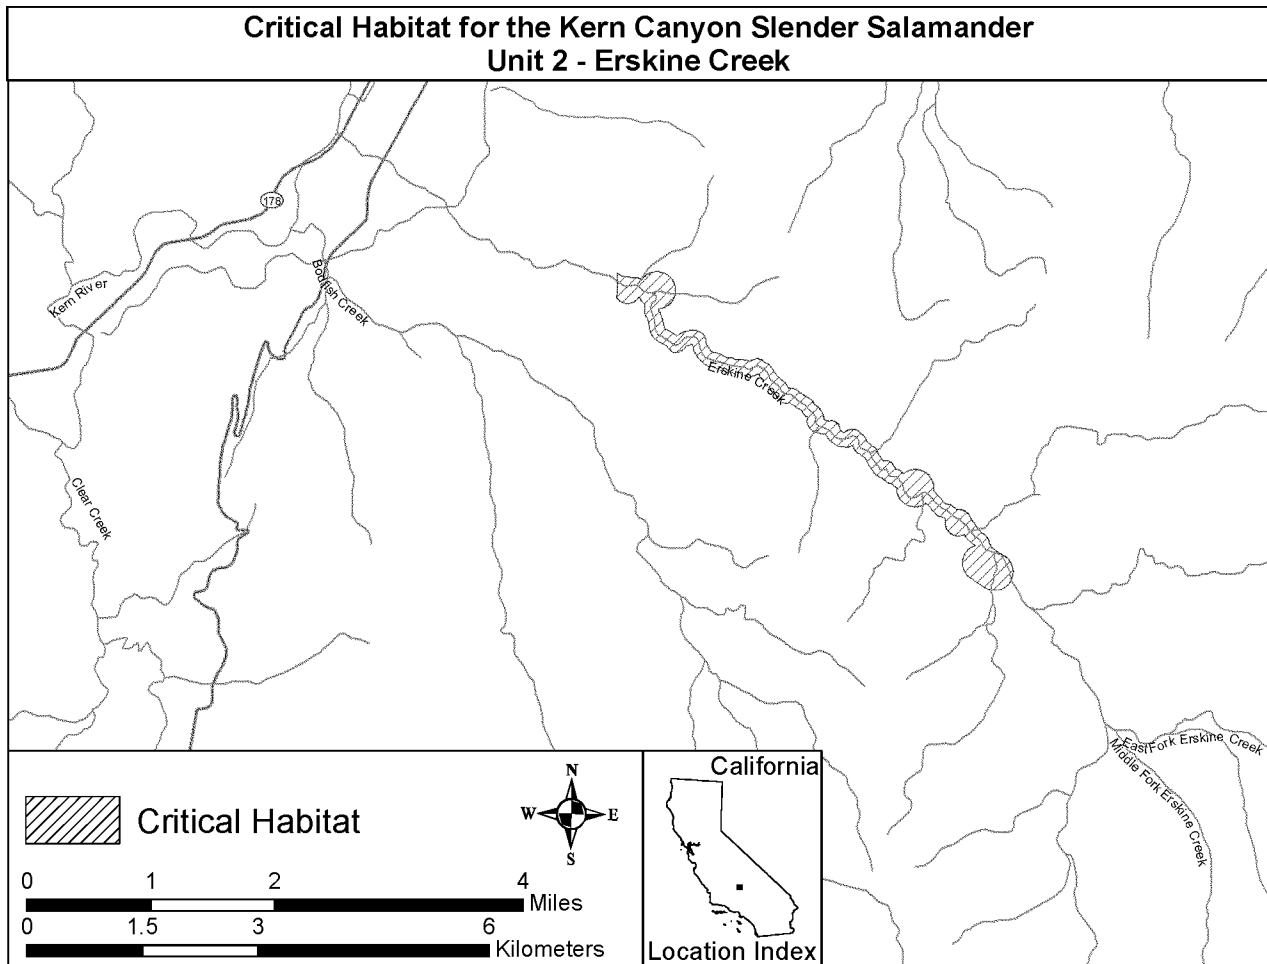 Critical Habitat for the Kern Canyon Slender Salamander
Unit 2 - Erskine Creek
178
Bodfish Creek
Kern River
Erskine Creek
Clear Creek
East Fork Erskine Creek
Middle Fork Erskine Creek
Critical Habitat
N
W E
S
0 1 2 4
Miles
0 1.5 3 6
Kilometers
California
Location Index